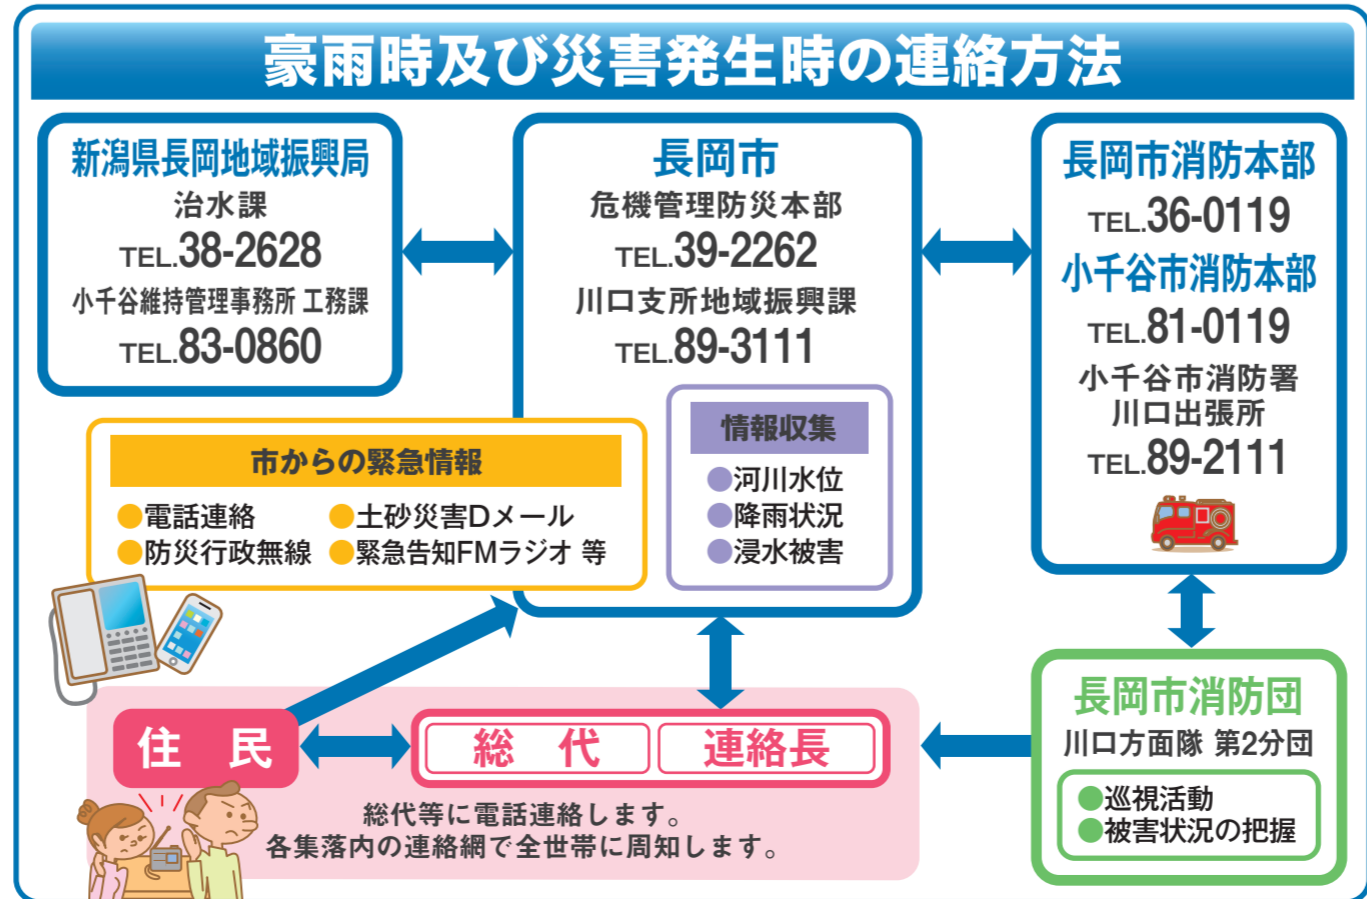 豪雨時及び災害発生時の連絡方法
新潟県長岡地域振興局
治水課
TEL.38-2628
小千谷維持管理事務所 工務課
TEL.83-0860
長岡市
危機管理防災本部
TEL.39-2262
川口支所地域振興課
TEL.89-3111
長岡市消防本部
TEL.36-0119
小千谷市消防本部
TEL.81-0119
小千谷市消防署
川口出張所
TEL.89-2111
市からの緊急情報
●電話連絡 ●土砂災害Dメール
●防災行政無線 ●緊急告知FMラジオ 等
情報収集
●河川水位
●降雨状況
●浸水被害
住 民
総 代
連絡長
総代等に電話連絡します。
各集落内の連絡網で全世帯に周知します。
長岡市消防団
川口方面隊 第2分団
●巡視活動
●被害状況の把握